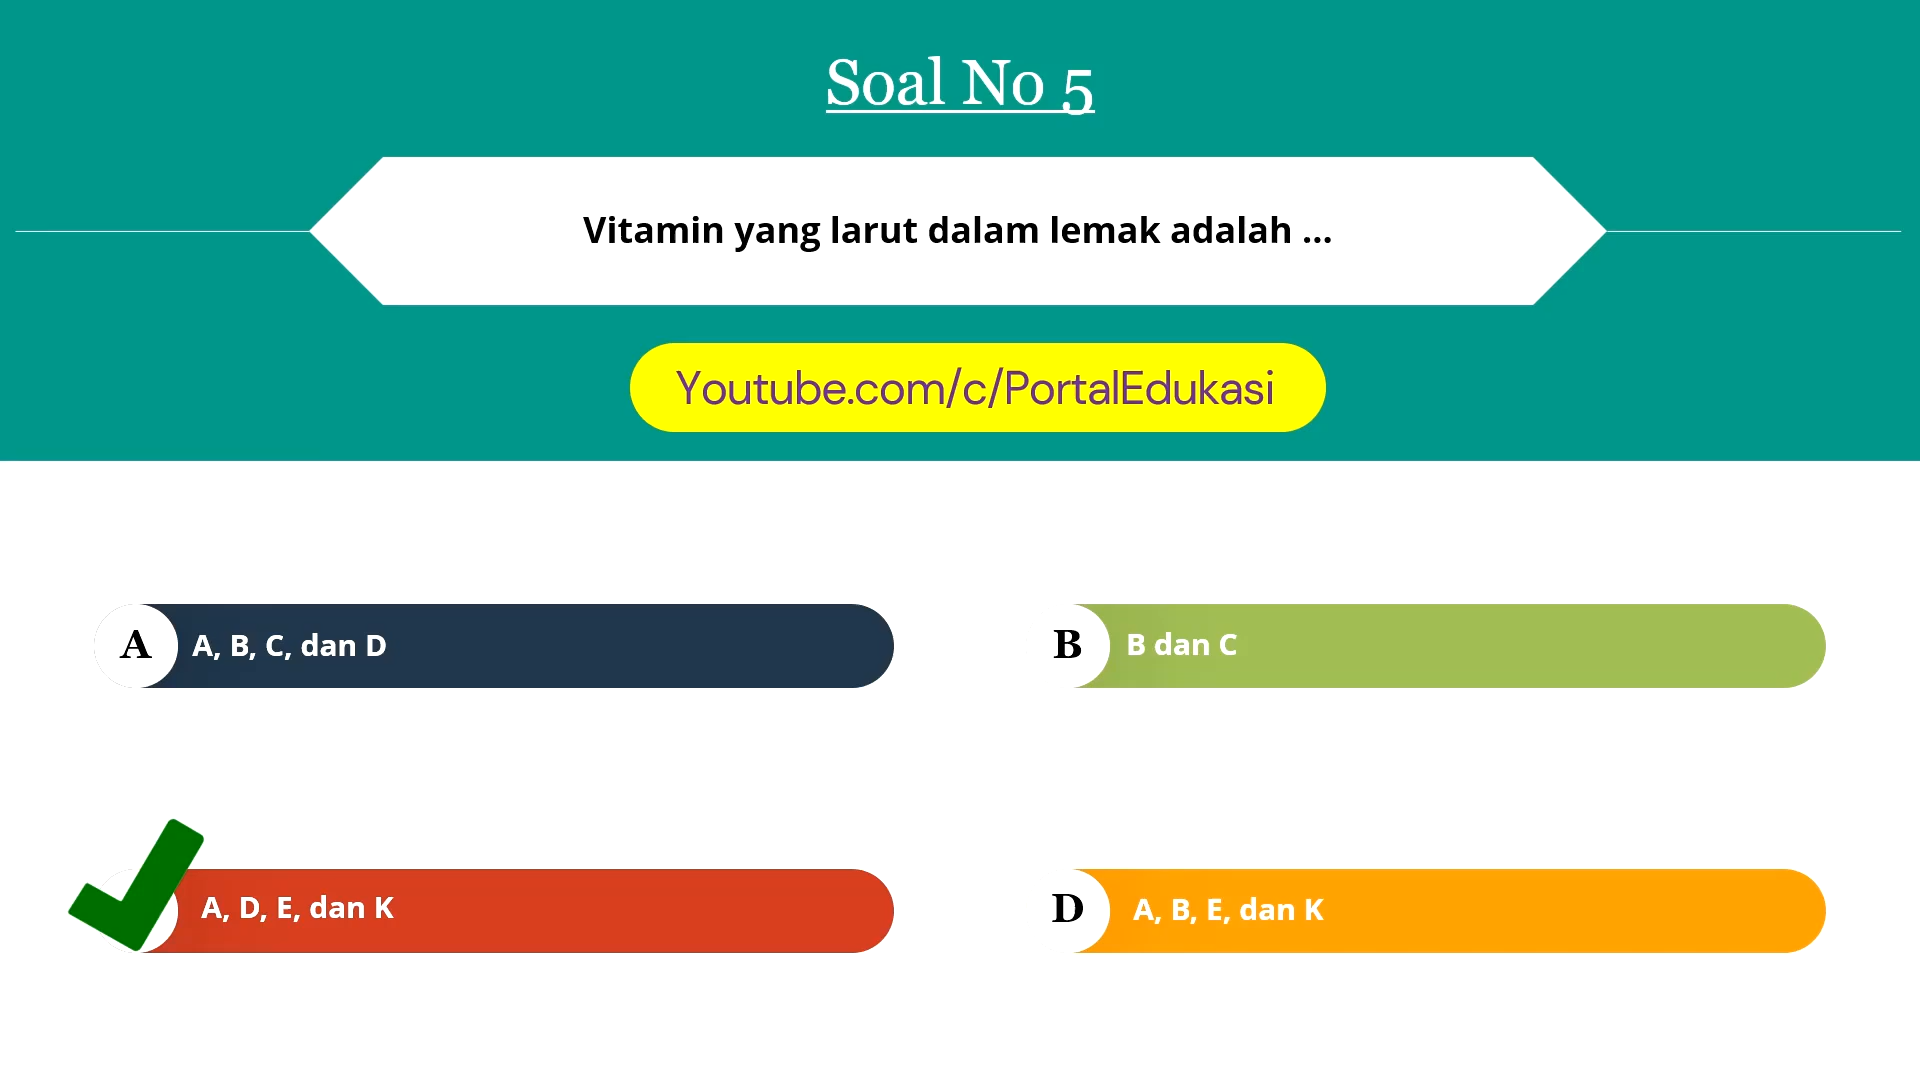 Soal No 5
Vitamin yang larut dalam lemak adalah ...
Youtube.com/c/PortalEdukasi
A A, B, C, dan D
B B dan C
A, D, E, dan K
D A, B, E, dan K